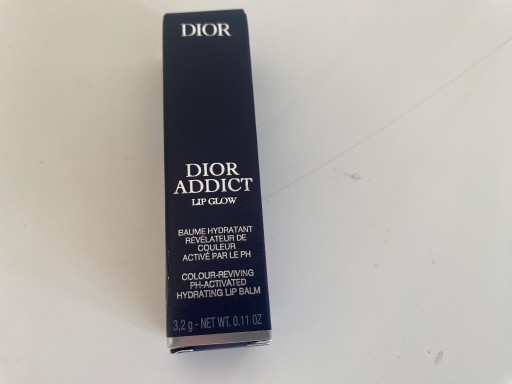 DIOR
DIOR
ADDICT
LIP GLOW
BAUME HYDRATANT
RÉVÉLATEUR DE
COULEUR
ACTIVÉ PAR LE PH
COLOUR-REVIVING
PH-ACTIVATED
HYDRATING LIP BALM
3,2 g - NET WT. 0.11 OZ